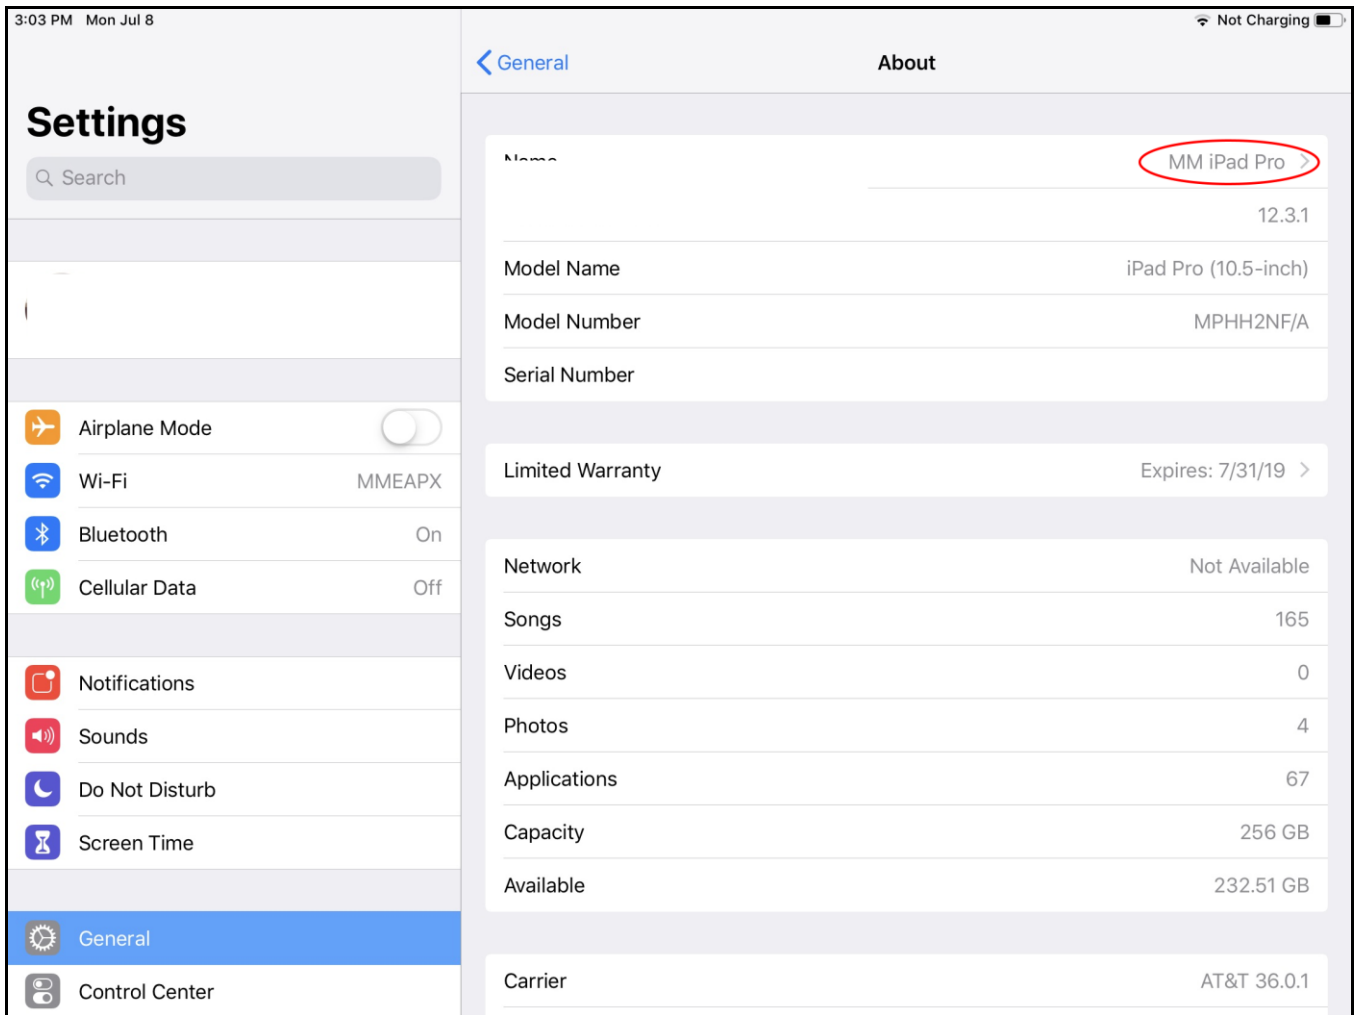 3:03 PM Mon Jul 8
Not Charging
Settings
Search
Airplane Mode
Wi-Fi MMEAPX
Bluetooth On
Cellular Data Off
Notifications
Sounds
Do Not Disturb
Screen Time
General
Control Center
General About
Name MM iPad Pro
12.3.1
Model Name iPad Pro (10.5-inch)
Model Number MPHH2NF/A
Serial Number
Limited Warranty Expires: 7/31/19
Network Not Available
Songs 165
Videos 0
Photos 4
Applications 67
Capacity 256 GB
Available 232.51 GB
Carrier AT&T 36.0.1